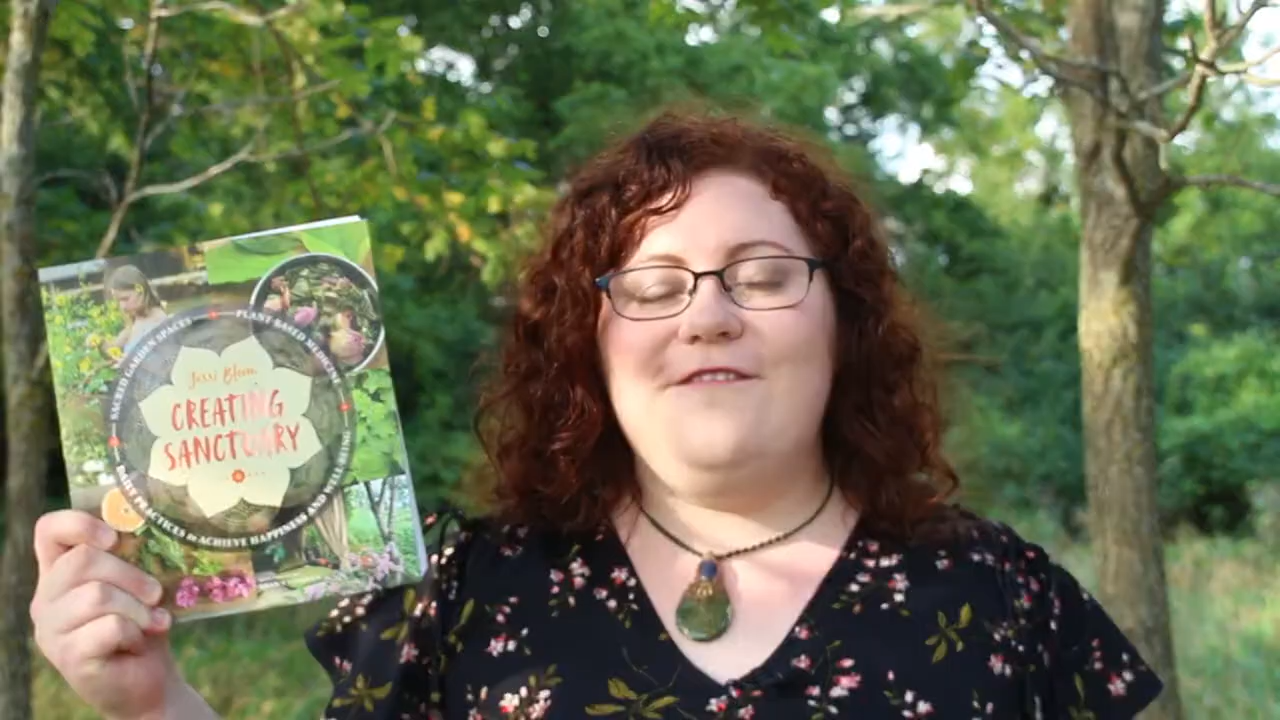 SACRED GARDEN SPACES
PLANT BASED MEDICINE
Jessi Bloom
CREATING
SANCTUARY
DAILY PRACTICES to ACHIEVE HAPPINESS AND WELL-BEING